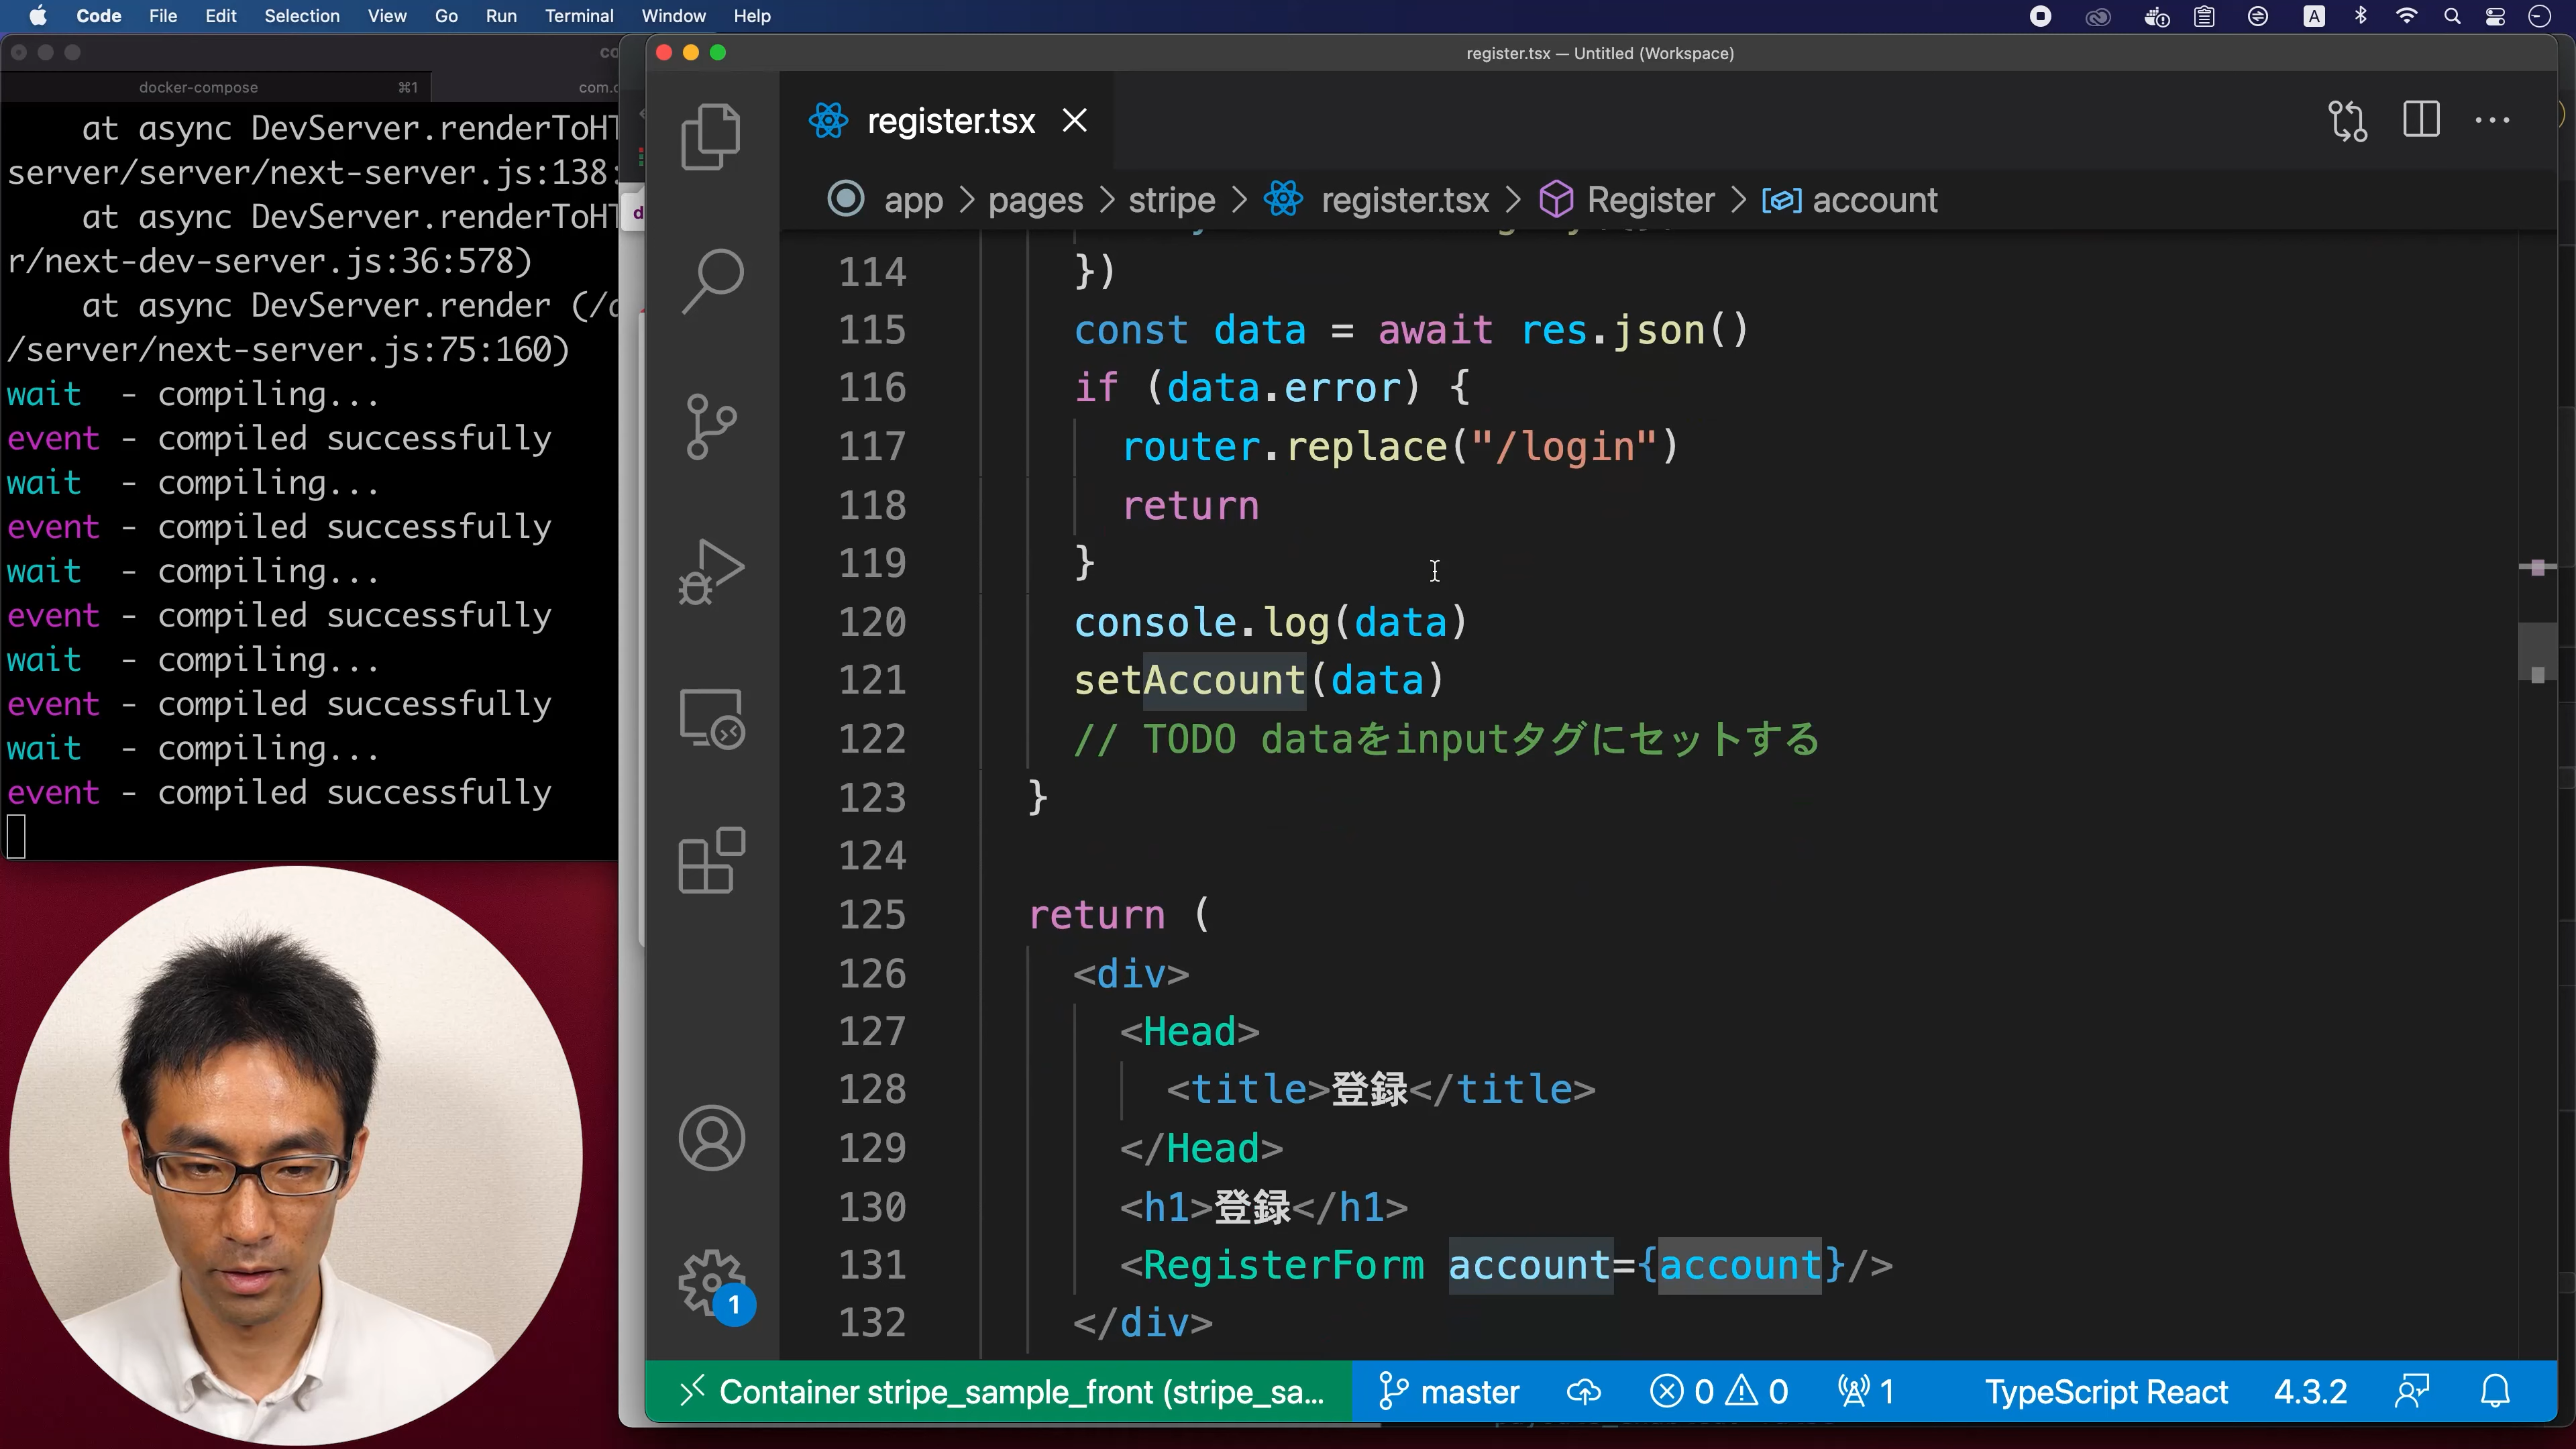 Code File Edit Selection View Go Run Terminal Window Help
A
docker-compose ⌘1
at async DevServer.renderToHT
server/server/next-server.js:138:
at async DevServer.renderToHT
r/next-dev-server.js:36:578)
at async DevServer.render (/
/server/next-server.js:75:160)
wait - compiling...
event - compiled successfully
wait - compiling...
event - compiled successfully
wait - compiling...
event - compiled successfully
wait - compiling...
event - compiled successfully
wait - compiling...
event - compiled successfully
register.tsx — Untitled (Workspace)
register.tsx
app > pages > stripe > register.tsx > Register > account
114 })
115 const data = await res.json()
116 if (data.error) {
117 router.replace("/login")
118 return
119 }
120 console.log(data)
121 setAccount(data)
122 // TODO dataをinputタグにセットする
123 }
124
125 return (
126 <div>
127 <Head>
128 <title>登録</title>
129 </Head>
130 <h1>登録</h1>
131 <RegisterForm account={account}/>
132 </div>
1
Container stripe_sample_front (stripe_sa... master 0 0 1 TypeScript React 4.3.2